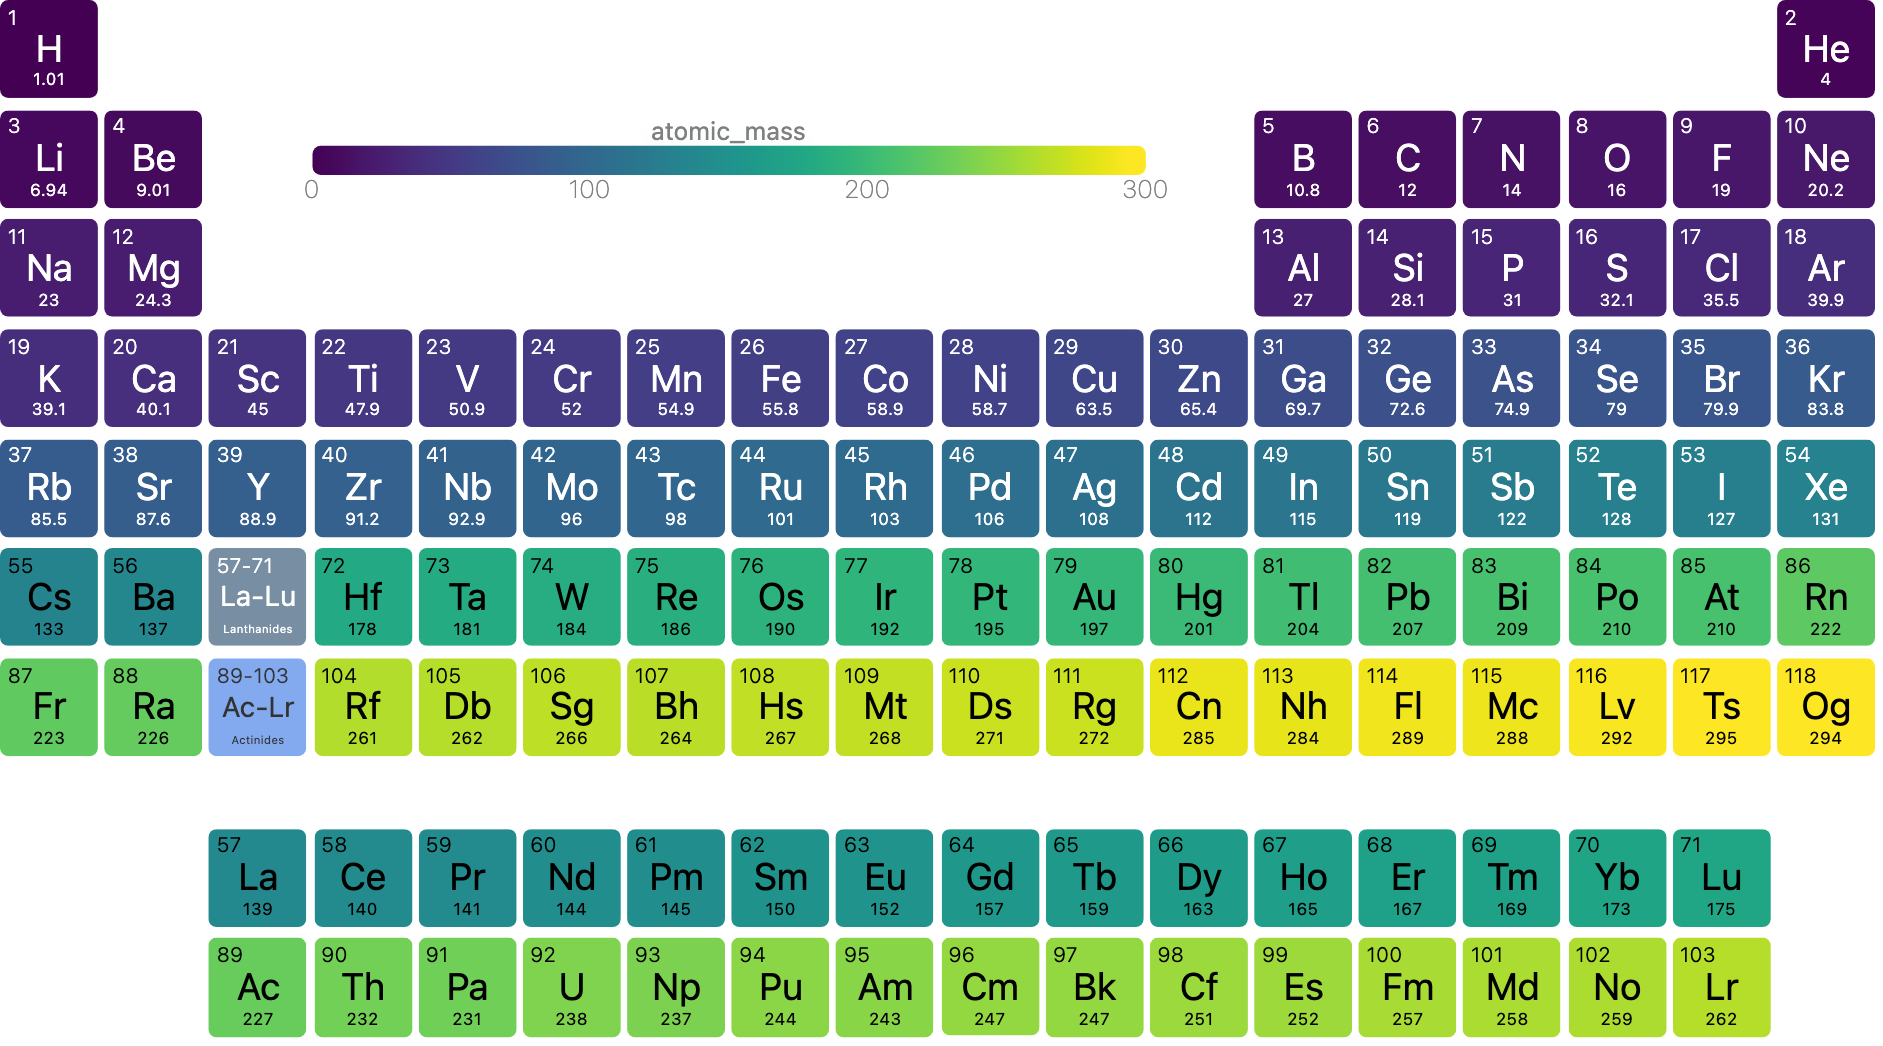 1 2
H He
1.01 4
atomic_mass
0 100 200 300
3 4 5 6 7 8 9 10
Li Be B C N O F Ne
6.94 9.01 10.8 12 14 16 19 20.2
11 12 13 14 15 16 17 18
Na Mg Al Si P S Cl Ar
23 24.3 27 28.1 31 32.1 35.5 39.9
19 20 21 22 23 24 25 26 27 28 29 30 31 32 33 34 35 36
K Ca Sc Ti V Cr Mn Fe Co Ni Cu Zn Ga Ge As Se Br Kr
39.1 40.1 45 47.9 50.9 52 54.9 55.8 58.9 58.7 63.5 65.4 69.7 72.6 74.9 79 79.9 83.8
37 38 39 40 41 42 43 44 45 46 47 48 49 50 51 52 53 54
Rb Sr Y Zr Nb Mo Tc Ru Rh Pd Ag Cd In Sn Sb Te I Xe
85.5 87.6 88.9 91.2 92.9 96 98 101 103 106 108 112 115 119 122 128 127 131
55 56 57-71 72 73 74 75 76 77 78 79 80 81 82 83 84 85 86
Cs Ba La-Lu Hf Ta W Re Os Ir Pt Au Hg Tl Pb Bi Po At Rn
133 137 Lanthanides 178 181 184 186 190 192 195 197 201 204 207 209 210 210 222
87 88 89-103 104 105 106 107 108 109 110 111 112 113 114 115 116 117 118
Fr Ra Ac-Lr Rf Db Sg Bh Hs Mt Ds Rg Cn Nh Fl Mc Lv Ts Og
223 226 Actinides 261 262 266 264 267 268 271 272 285 284 289 288 292 295 294
57 58 59 60 61 62 63 64 65 66 67 68 69 70 71
La Ce Pr Nd Pm Sm Eu Gd Tb Dy Ho Er Tm Yb Lu
139 140 141 144 145 150 152 157 159 163 165 167 169 173 175
89 90 91 92 93 94 95 96 97 98 99 100 101 102 103
Ac Th Pa U Np Pu Am Cm Bk Cf Es Fm Md No Lr
227 232 231 238 237 244 243 247 247 251 252 257 258 259 262